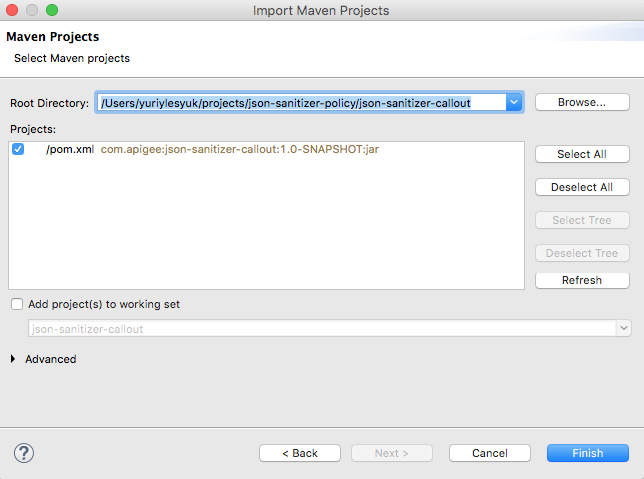 Import Maven Projects
Maven Projects
Select Maven projects
Root Directory: /Users/yuriylesyuk/projects/json-sanitizer-policy/json-sanitizer-callout Browse...
Projects:
/pom.xml com.apigee:json-sanitizer-callout:1.0-SNAPSHOT:jar
Select All
Deselect All
Select Tree
Deselect Tree
Refresh
Add project(s) to working set
json-sanitizer-callout
Advanced
? < Back Next > Cancel Finish